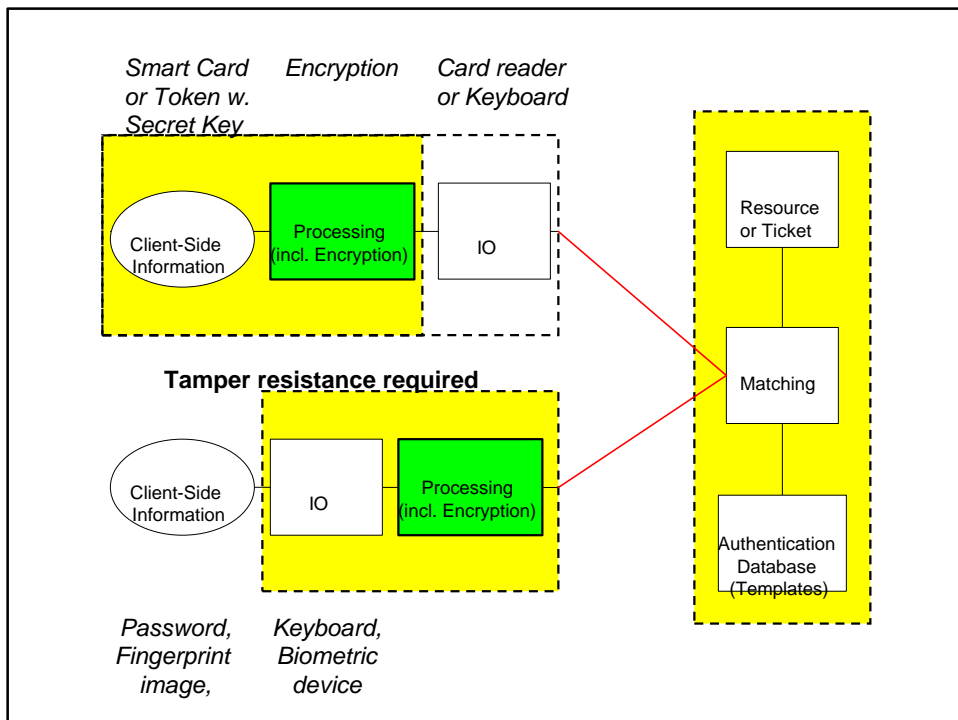 Smart Card
or Token w.
Secret Key
Encryption
Card reader
or Keyboard
Client-Side
Information
Processing
(incl. Encryption)
IO
Resource
or Ticket
Tamper resistance required
Matching
Client-Side
Information
IO
Processing
(incl. Encryption)
Authentication
Database
(Templates)
Password,
Fingerprint
image,
Keyboard,
Biometric
device